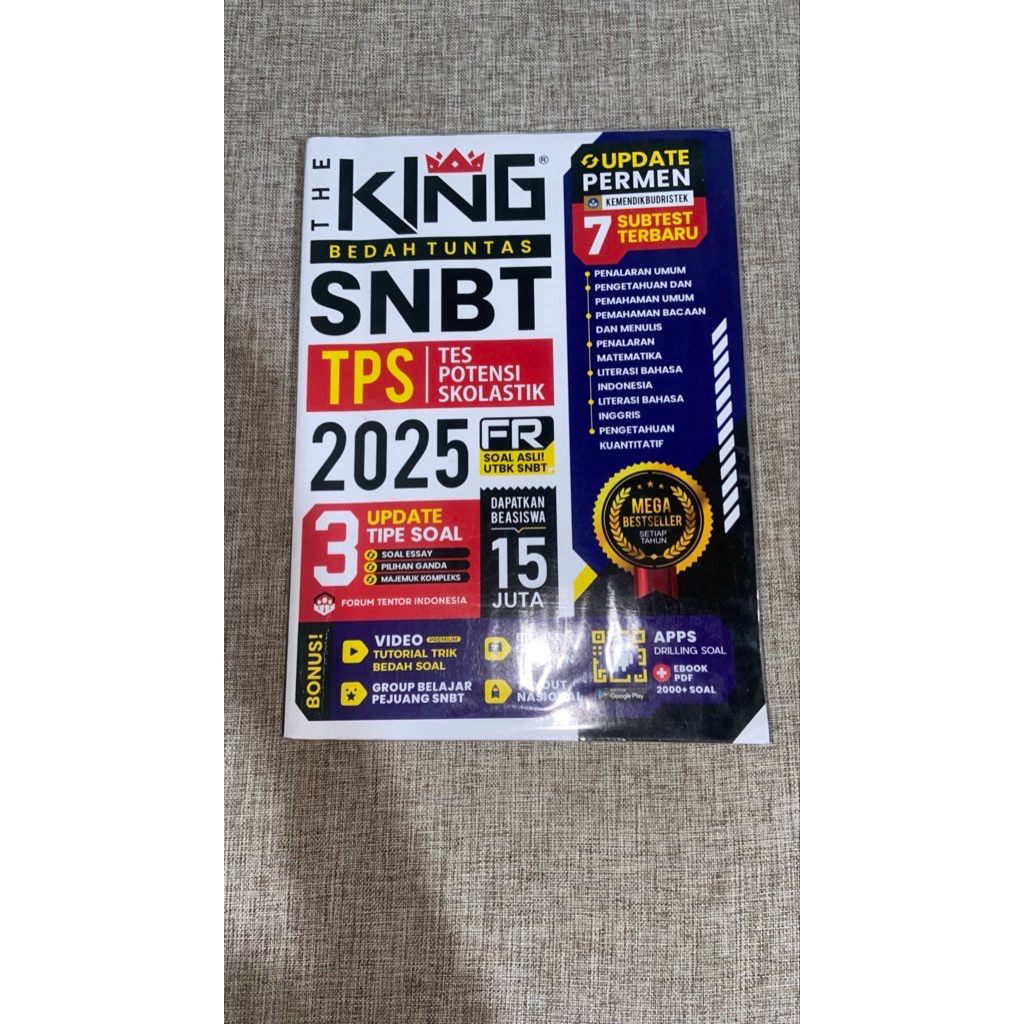 THE
KING®
BEDAH TUNTAS
SNBT
TPS
TES
POTENSI
SKOLASTIK
2025
FR
SOAL ASLI!
UTBK SNBT
3
UPDATE
TIPE SOAL
SOAL ESSAY
PILIHAN GANDA
MAJEMUK KOMPLEKS
FORUM TENTOR INDONESIA
DAPATKAN
BEASISWA
15
JUTA
UPDATE
PERMEN
KEMENDIKBUDRISTEK
7
SUBTEST
TERBARU
PENALARAN UMUM
PENGETAHUAN DAN
PEMAHAMAN UMUM
PEMAHAMAN BACAAN
DAN MENULIS
PENALARAN
MATEMATIKA
LITERASI BAHASA
INDONESIA
LITERASI BAHASA
INGGRIS
PENGETAHUAN
KUANTITATIF
MEGA
BESTSELLER
SETIAP
TAHUN
BONUS!
VIDEO PREMIUM
TUTORIAL TRIK
BEDAH SOAL
GROUP BELAJAR
PEJUANG SNBT
NASIONAL
Google Play
APPS
DRILLING SOAL
EBOOK
PDF
2000+ SOAL